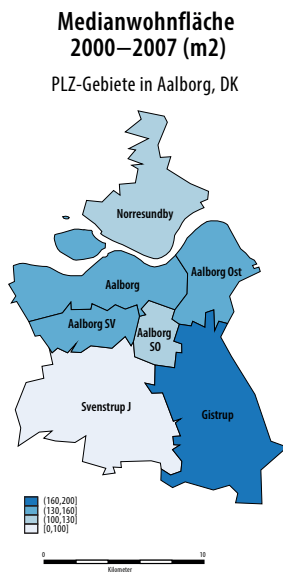 Medianwohnfläche
2000–2007 (m2)
PLZ-Gebiete in Aalborg, DK
Norresundby
Aalborg Ost
Aalborg
Aalborg SV
Aalborg
SO
Svenstrup J
Gistrup
(160,200]
(130,160]
(100,130]
[0,100]
0 10
Kilometer